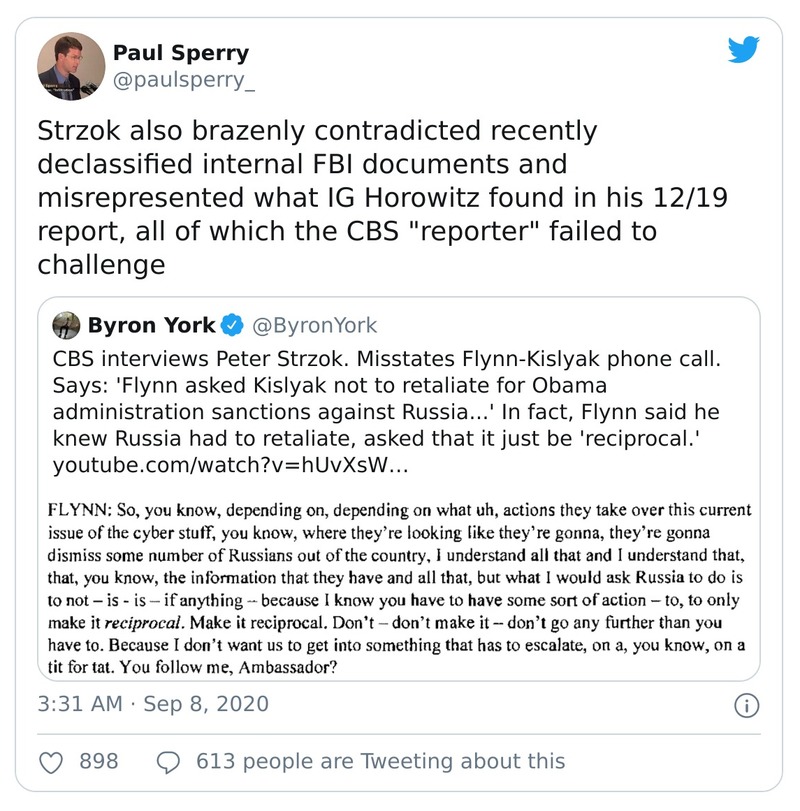 Paul Sperry
@paulsperry_
Strzok also brazenly contradicted recently
declassified internal FBI documents and
misrepresented what IG Horowitz found in his 12/19
report, all of which the CBS "reporter" failed to
challenge
Byron York @ByronYork
CBS interviews Peter Strzok. Misstates Flynn-Kislyak phone call.
Says: 'Flynn asked Kislyak not to retaliate for Obama
administration sanctions against Russia...' In fact, Flynn said he
knew Russia had to retaliate, asked that it just be 'reciprocal.'
youtube.com/watch?v=hUvXsW…
FLYNN: So, you know, depending on, depending on what uh, actions they take over this current
issue of the cyber stuff, you know, where they're looking like they're gonna, they're gonna
dismiss some number of Russians out of the country, I understand all that and I understand that,
that, you know, the information that they have and all that, but what I would ask Russia to do is
to not – is - is – if anything – because I know you have to have some sort of action – to, to only
make it reciprocal. Make it reciprocal. Don't – don't make it – don't go any further than you
have to. Because I don't want us to get into something that has to escalate, on a, you know, on a
tit for tat. You follow me, Ambassador?
3:31 AM · Sep 8, 2020
898 613 people are Tweeting about this